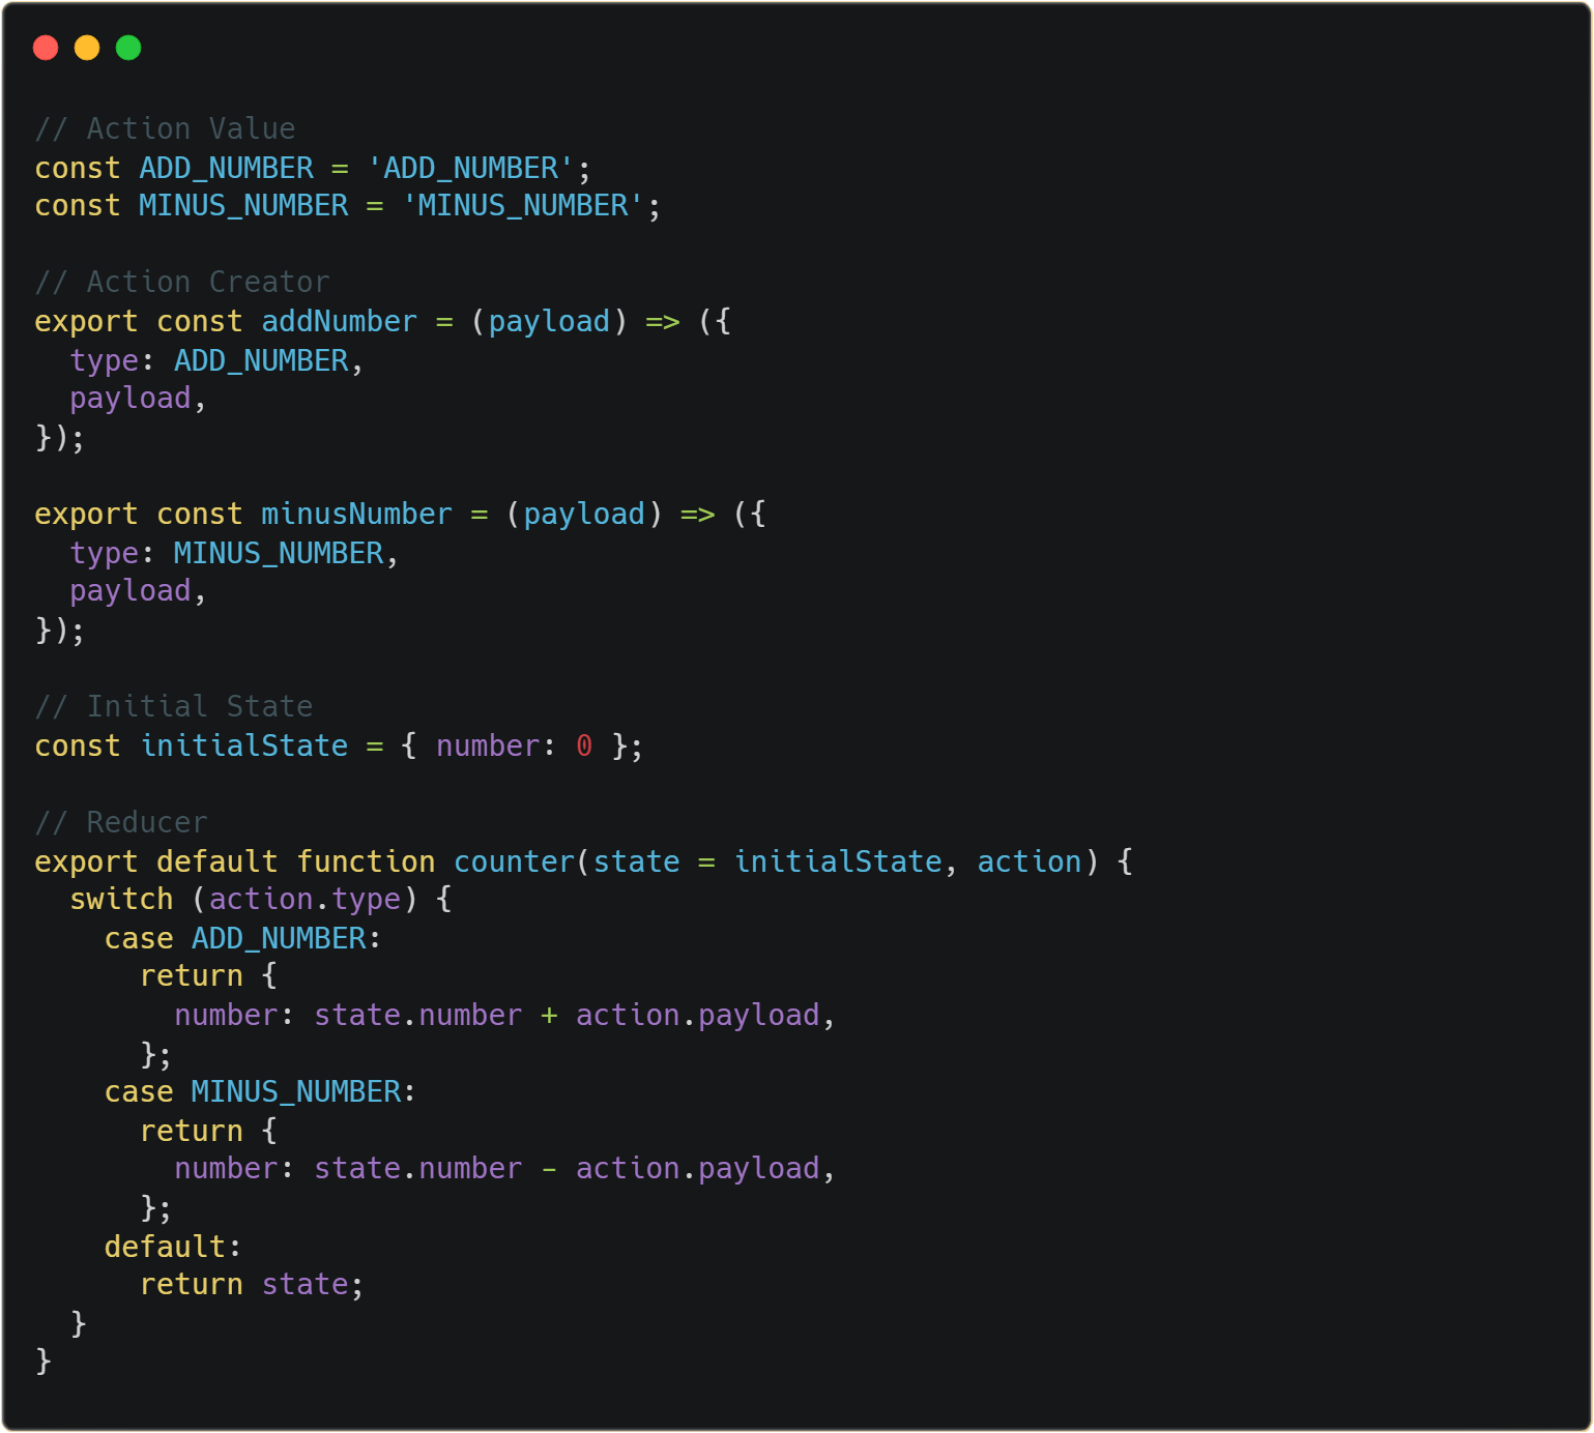 // Action Value
const ADD_NUMBER = 'ADD_NUMBER';
const MINUS_NUMBER = 'MINUS_NUMBER';

// Action Creator
export const addNumber = (payload) => ({
  type: ADD_NUMBER,
  payload,
});

export const minusNumber = (payload) => ({
  type: MINUS_NUMBER,
  payload,
});

// Initial State
const initialState = { number: 0 };

// Reducer
export default function counter(state = initialState, action) {
  switch (action.type) {
    case ADD_NUMBER:
      return {
        number: state.number + action.payload,
      };
    case MINUS_NUMBER:
      return {
        number: state.number - action.payload,
      };
    default:
      return state;
  }
}